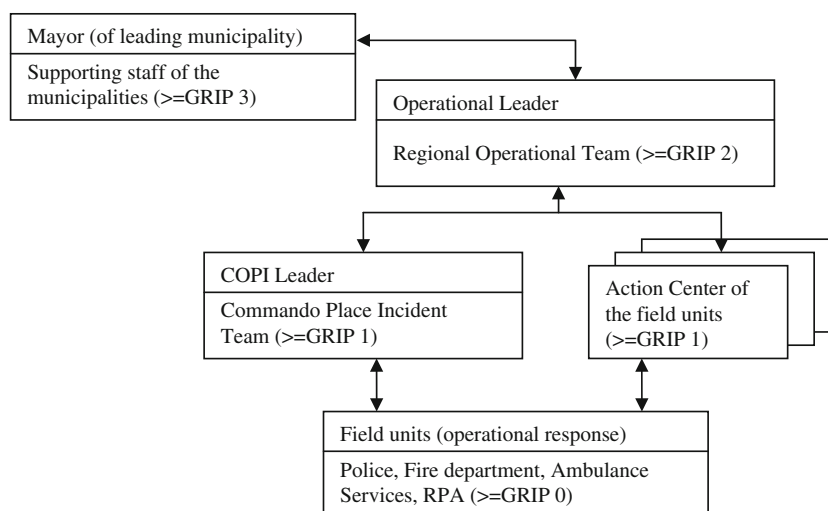 Mayor (of leading municipality)
Supporting staff of the
municipalities (>=GRIP 3)
Operational Leader
Regional Operational Team (>=GRIP 2)
COPI Leader
Commando Place Incident
Team (>=GRIP 1)
Action Center of
the field units
(>=GRIP 1)
Field units (operational response)
Police, Fire department, Ambulance
Services, RPA (>=GRIP 0)